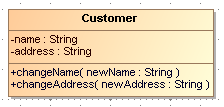 Customer
-name : String
-address : String
+changeName( newName : String )
+changeAddress( newAddress : String )